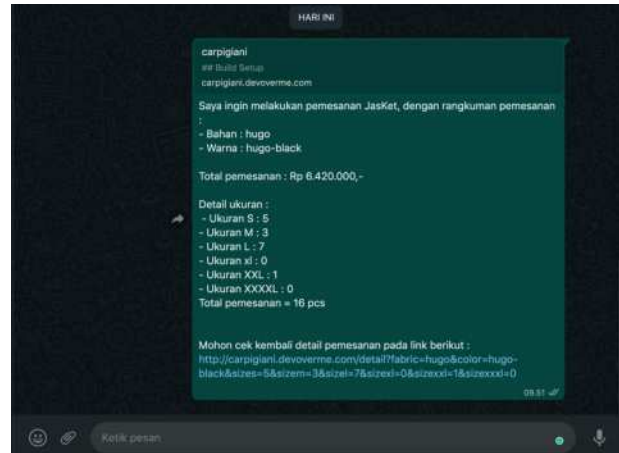 HARI INI
carpigiani
## Build Setup
carpigiani.devoverme.com
Saya ingin melakukan pemesanan JasKet, dengan rangkuman pemesanan
:
- Bahan : hugo
- Warna : hugo-black
Total pemesanan : Rp 6.420.000,-
Detail ukuran :
- Ukuran S : 5
- Ukuran M : 3
- Ukuran L : 7
- Ukuran xl : 0
- Ukuran XXL : 1
- Ukuran XXXXL : 0
Total pemesanan = 16 pcs
Mohon cek kembali detail pemesanan pada link berikut :
http://carpigiani.devoverme.com/detail?fabric=hugo&color=hugo-
black&sizes=5&sizem=3&sizel=7&sizexl=0&sizexxl=1&sizexxxl=0
09.51
Ketik pesan